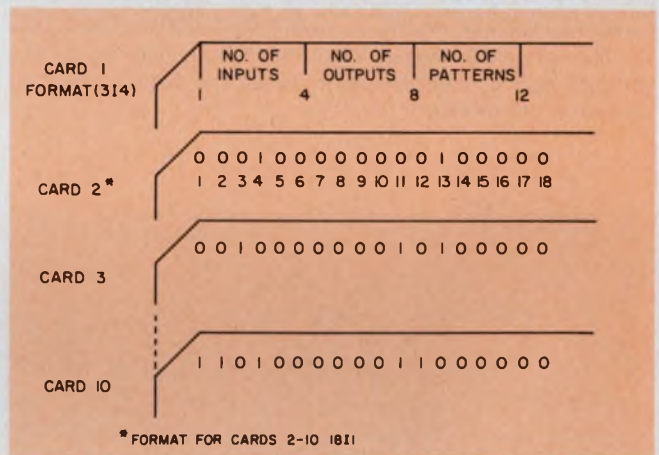 CARD 1
FORMAT(3I4)
NO. OF INPUTS
NO. OF OUTPUTS
NO. OF PATTERNS
1 4 8 12
0 0 0 1 0 0 0 0 0 0 0 0 1 0 0 0 0 0
CARD 2*
1 2 3 4 5 6 7 8 9 10 11 12 13 14 15 16 17 18
0 0 1 0 0 0 0 0 0 0 1 0 1 0 0 0 0 0
CARD 3
1 1 0 1 0 0 0 0 0 0 1 1 0 0 0 0 0 0
CARD 10
* FORMAT FOR CARDS 2-10 18I1